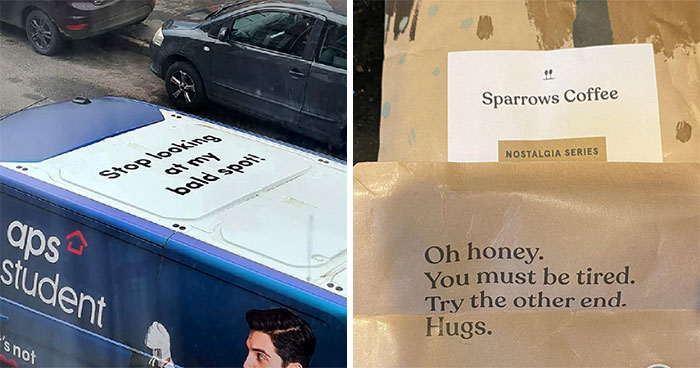 Stop looking
at my
bald spot!
aps
student
's not
Sparrows Coffee
NOSTALGIA SERIES
Oh honey.
You must be tired.
Try the other end.
Hugs.